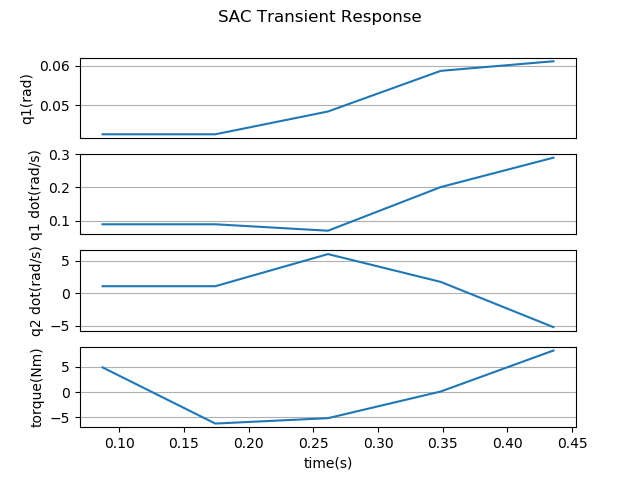 SAC Transient Response
0.06
0.05
q1(rad)
0.3
0.2
0.1
q1 dot(rad/s)
5
0
−5
q2 dot(rad/s)
5
0
−5
torque(Nm)
0.10 0.15 0.20 0.25 0.30 0.35 0.40 0.45
time(s)